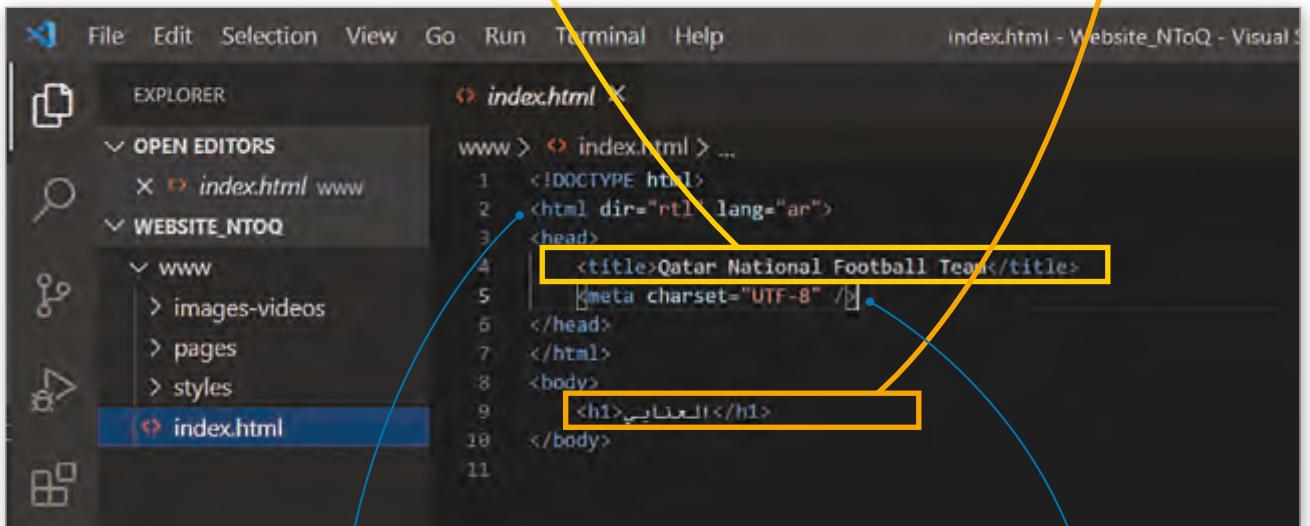 File Edit Selection View Go Run Terminal Help index.html - Website_NToQ - Visual S
EXPLORER
OPEN EDITORS
index.html www
WEBSITE_NTOQ
www
images-videos
pages
styles
index.html
index.html
www > index.html > ...
1 <!DOCTYPE html>
2 <html dir="rtl" lang="ar">
3 <head>
4 <title>Qatar National Football Team</title>
5 <meta charset="UTF-8" />
6 </head>
7 </html>
8 <body>
9 <h1>العنابي</h1>
10 </body>
11